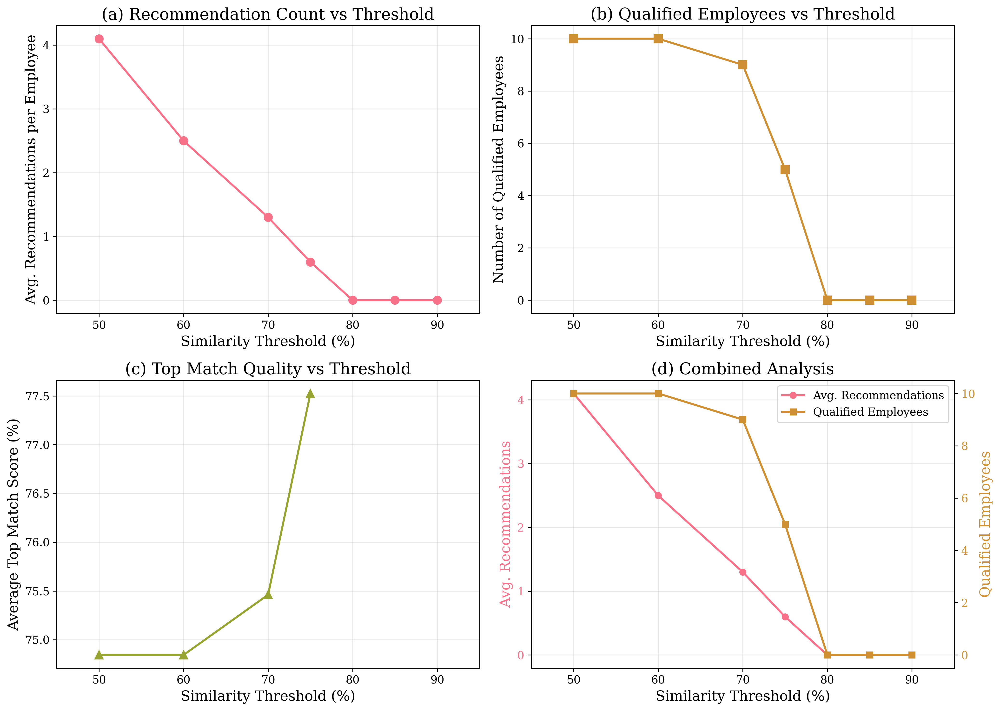 (a) Recommendation Count vs Threshold
Avg. Recommendations per Employee
4
3
2
1
0
50 60 70 80 90
Similarity Threshold (%)
(b) Qualified Employees vs Threshold
Number of Qualified Employees
10
8
6
4
2
0
50 60 70 80 90
Similarity Threshold (%)
(c) Top Match Quality vs Threshold
Average Top Match Score (%)
77.5
77.0
76.5
76.0
75.5
75.0
50 60 70 80 90
Similarity Threshold (%)
(d) Combined Analysis
Avg. Recommendations
4
3
2
1
0
Avg. Recommendations
Qualified Employees
10
8
6
4
2
0
Qualified Employees
50 60 70 80 90
Similarity Threshold (%)